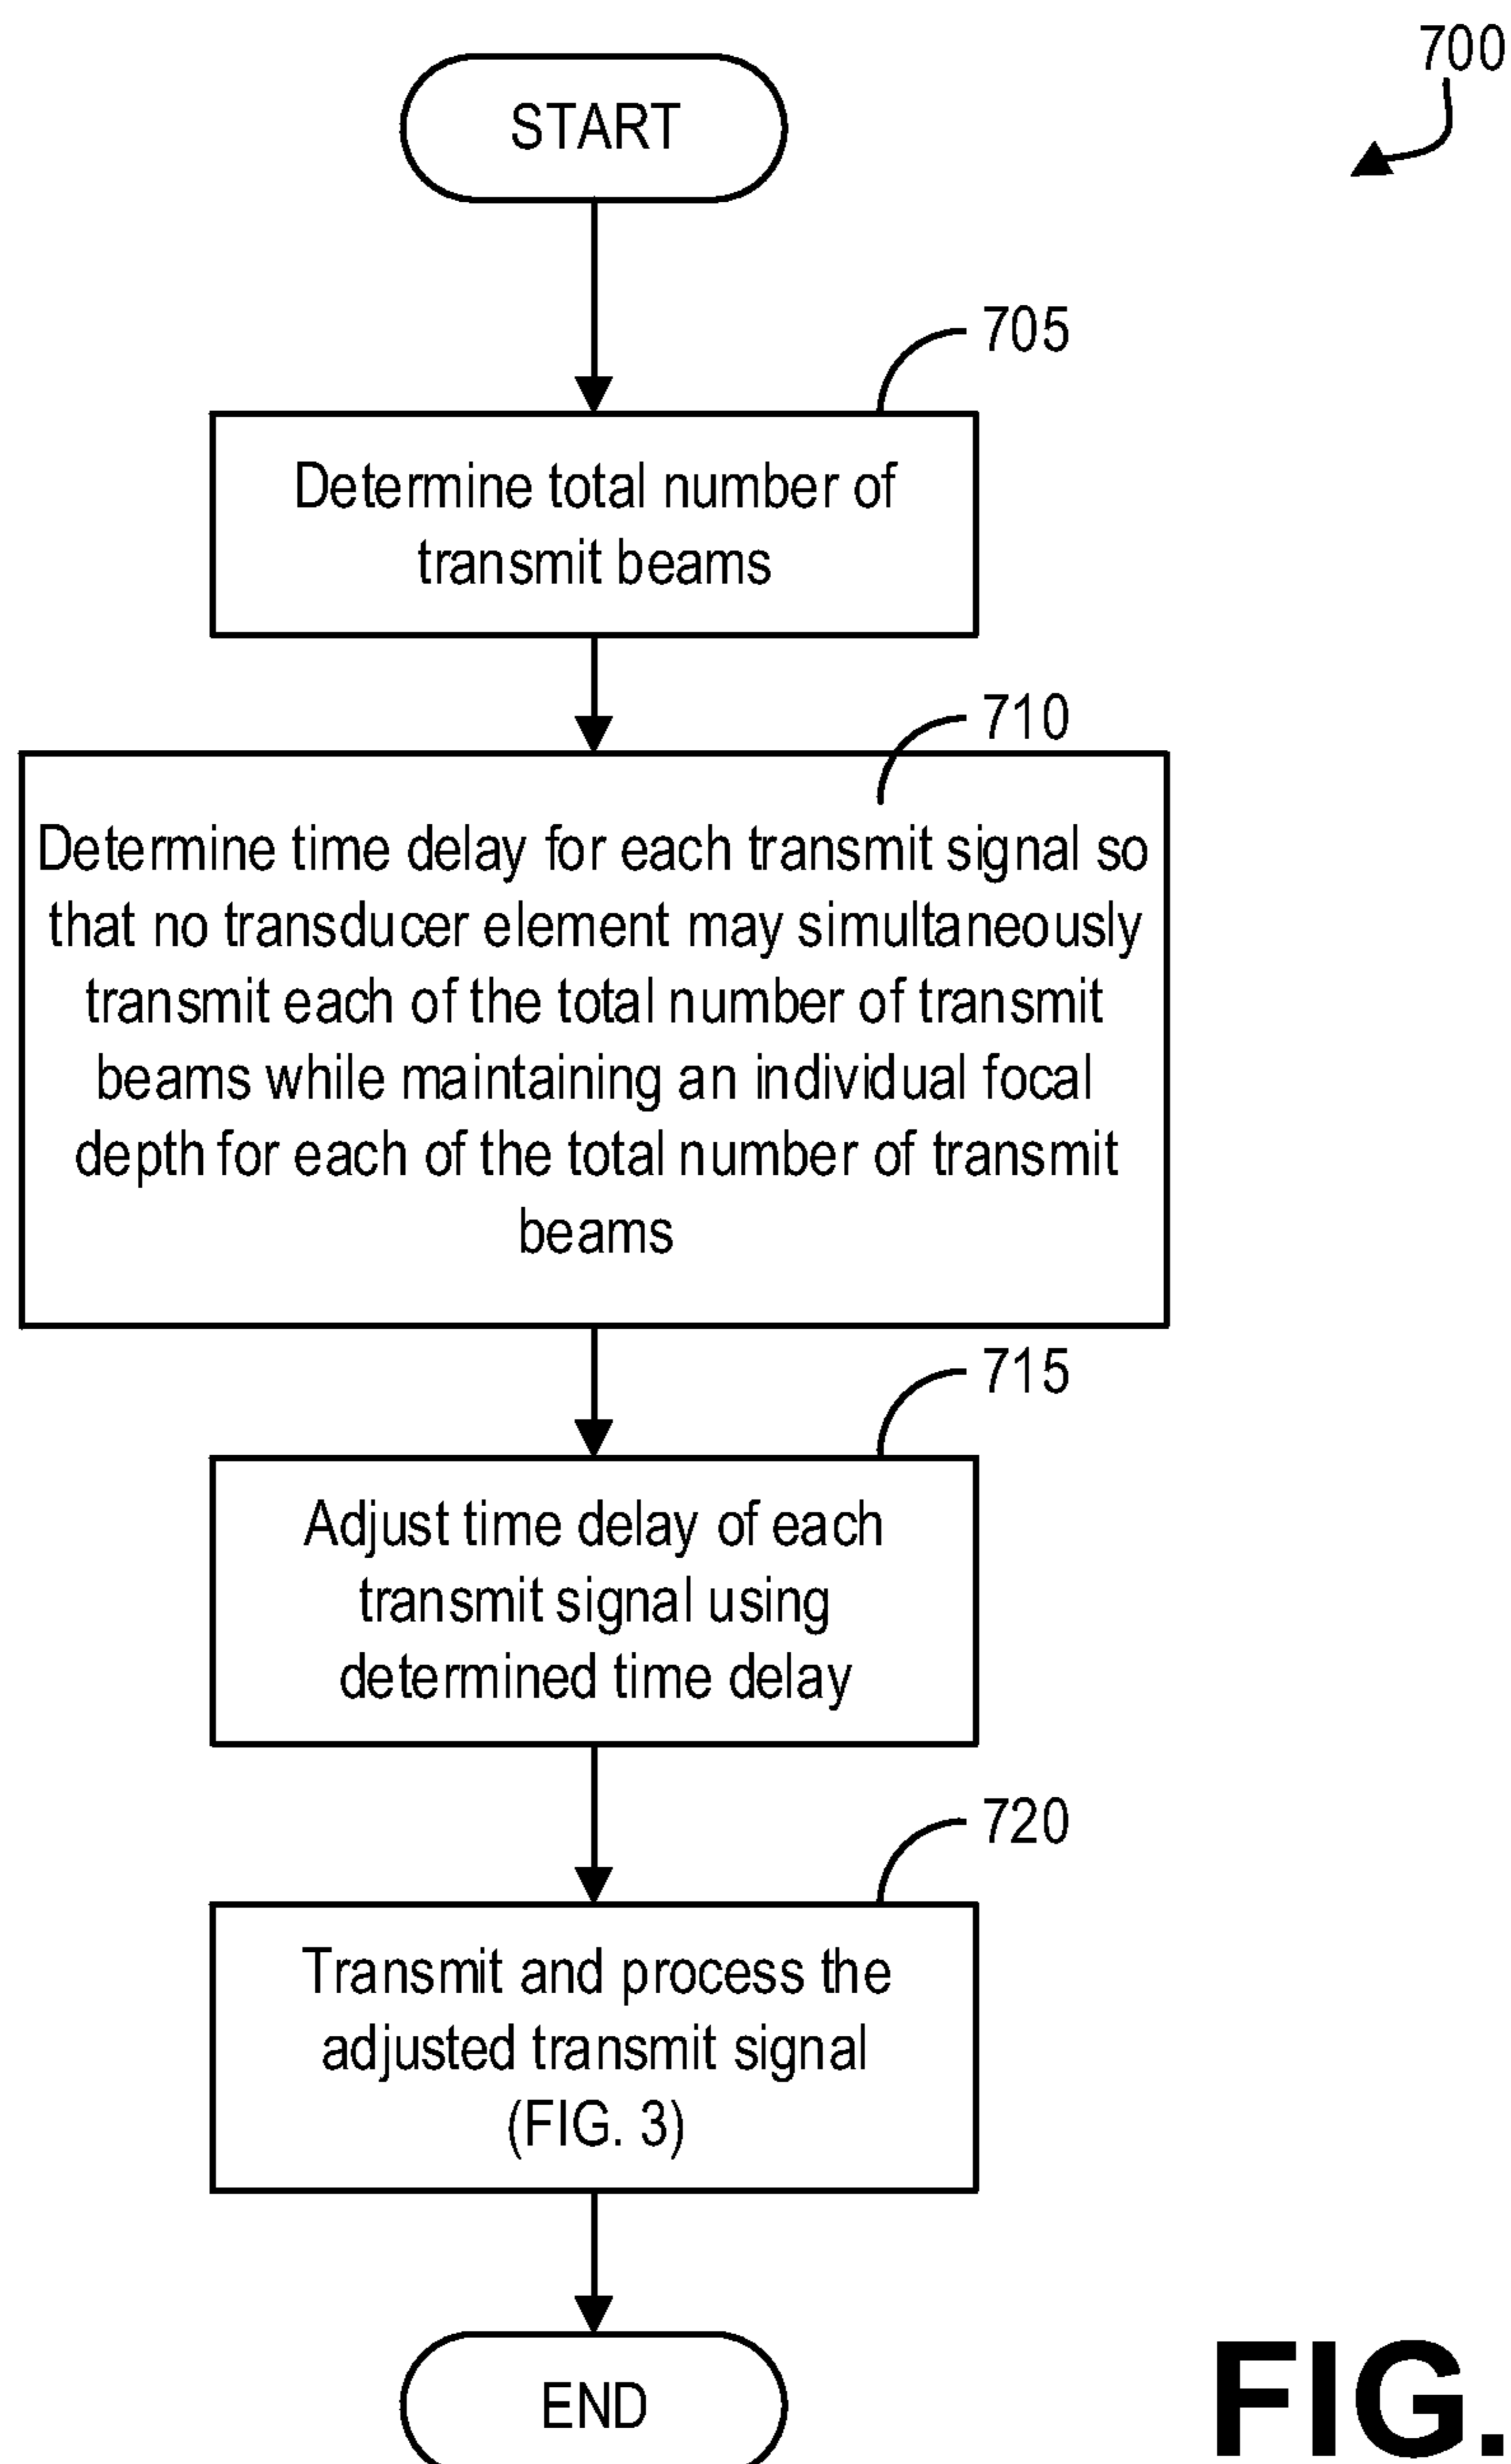 700
START
705
Determine total number of
transmit beams
710
Determine time delay for each transmit signal so
that no transducer element may simultaneously
transmit each of the total number of transmit
beams while maintaining an individual focal
depth for each of the total number of transmit
beams
715
Adjust time delay of each
transmit signal using
determined time delay
720
Transmit and process the
adjusted transmit signal
(FIG. 3)
END
FIG.